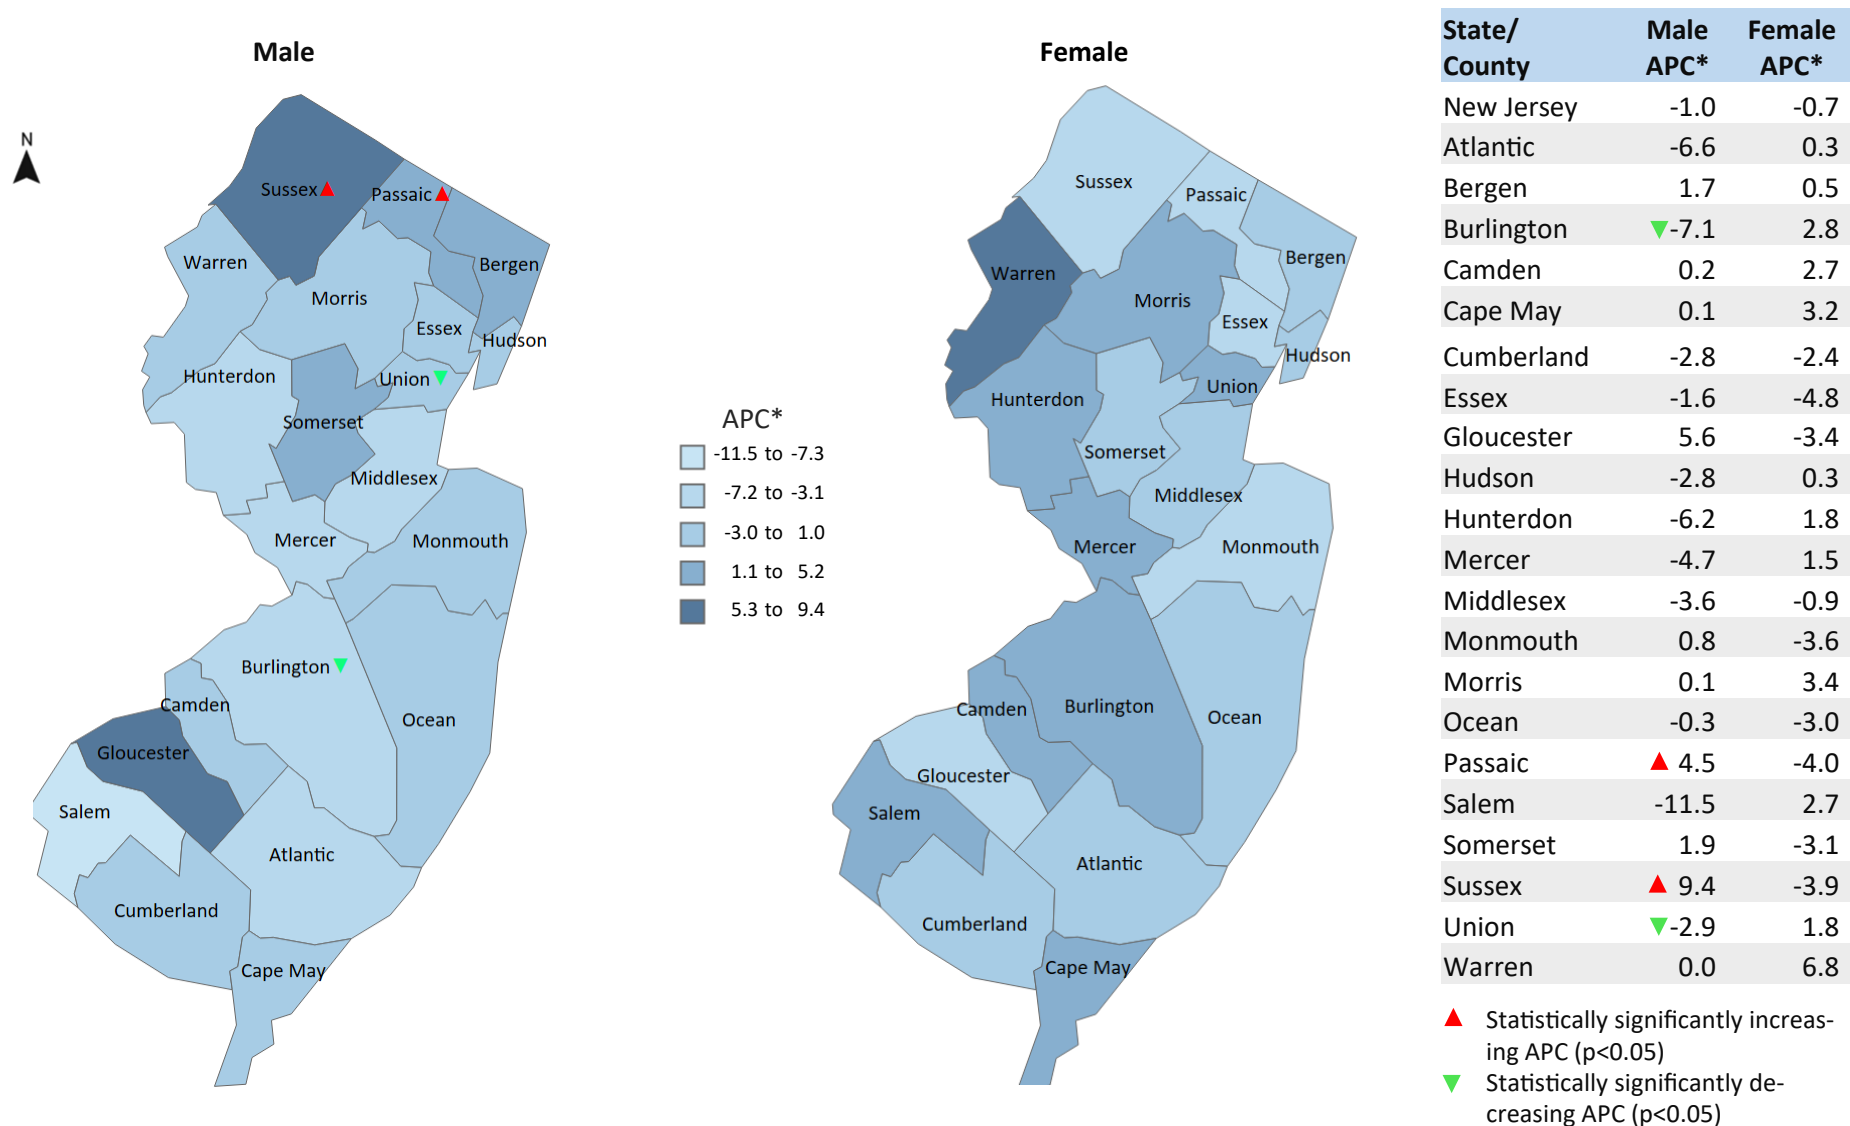 Male
N
Sussex
Passaic
Warren
Bergen
Morris
Essex
Hudson
Hunterdon
Union
Somerset
Middlesex
Mercer
Monmouth
Burlington
Camden
Ocean
Gloucester
Salem
Atlantic
Cumberland
Cape May
APC*
-11.5 to -7.3
-7.2 to -3.1
-3.0 to 1.0
1.1 to 5.2
5.3 to 9.4
Female
Sussex
Passaic
Bergen
Warren
Morris
Essex
Hudson
Union
Hunterdon
Somerset
Middlesex
Mercer
Monmouth
Camden
Burlington
Ocean
Gloucester
Salem
Atlantic
Cumberland
Cape May
State/ Male Female
County APC* APC*
New Jersey -1.0 -0.7
Atlantic -6.6 0.3
Bergen 1.7 0.5
Burlington ▼-7.1 2.8
Camden 0.2 2.7
Cape May 0.1 3.2
Cumberland -2.8 -2.4
Essex -1.6 -4.8
Gloucester 5.6 -3.4
Hudson -2.8 0.3
Hunterdon -6.2 1.8
Mercer -4.7 1.5
Middlesex -3.6 -0.9
Monmouth 0.8 -3.6
Morris 0.1 3.4
Ocean -0.3 -3.0
Passaic ▲ 4.5 -4.0
Salem -11.5 2.7
Somerset 1.9 -3.1
Sussex ▲ 9.4 -3.9
Union ▼-2.9 1.8
Warren 0.0 6.8
▲ Statistically significantly increas-
ing APC (p<0.05)
▼ Statistically significantly de-
creasing APC (p<0.05)